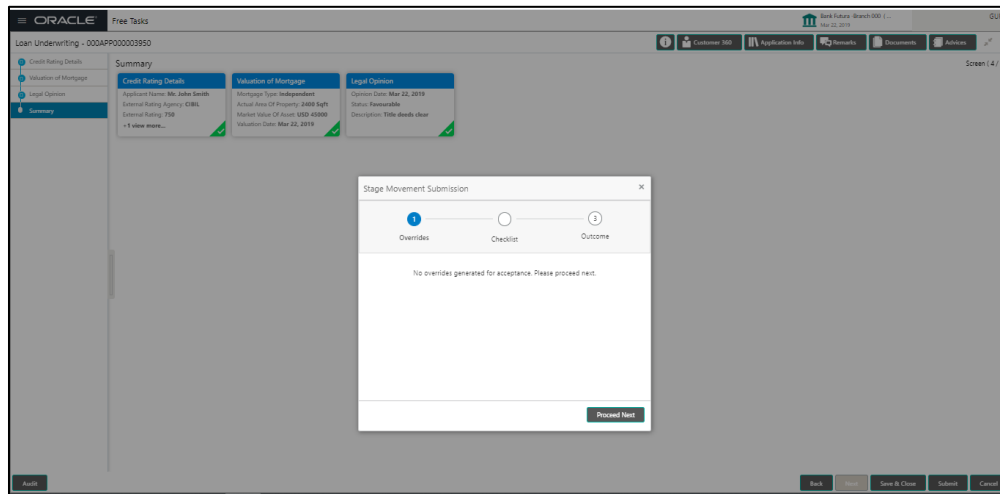 ORACLE
Free Tasks
Bank Futura -Branch 000 | ...
Mar 22, 2019
GUI
Loan Underwriting - 000APP000003950
Customer 360
Application Info
Remarks
Documents
Advices
Credit Rating Details
Valuation of Mortgage
Legal Opinion
Summary
Summary
Screen ( 4 /
Credit Rating Details
Applicant Name: Mr. John Smith
External Rating Agency: CIBIL
External Rating : 750
+1 view more...
Valuation of Mortgage
Mortgage Type: Independent
Actual Area Of Property: 2400 Sqft
Market Value Of Asset: USD 45000
Valuation Date: Mar 22, 2019
Legal Opinion
Opinion Date: Mar 22, 2019
Status: Favourable
Description: Title deeds clear
Stage Movement Submission
×
1
3
Overrides
Checklist
Outcome
No overrides generated for acceptance. Please proceed next.
Proceed Next
Audit
Back
Next
Save & Close
Submit
Cancel